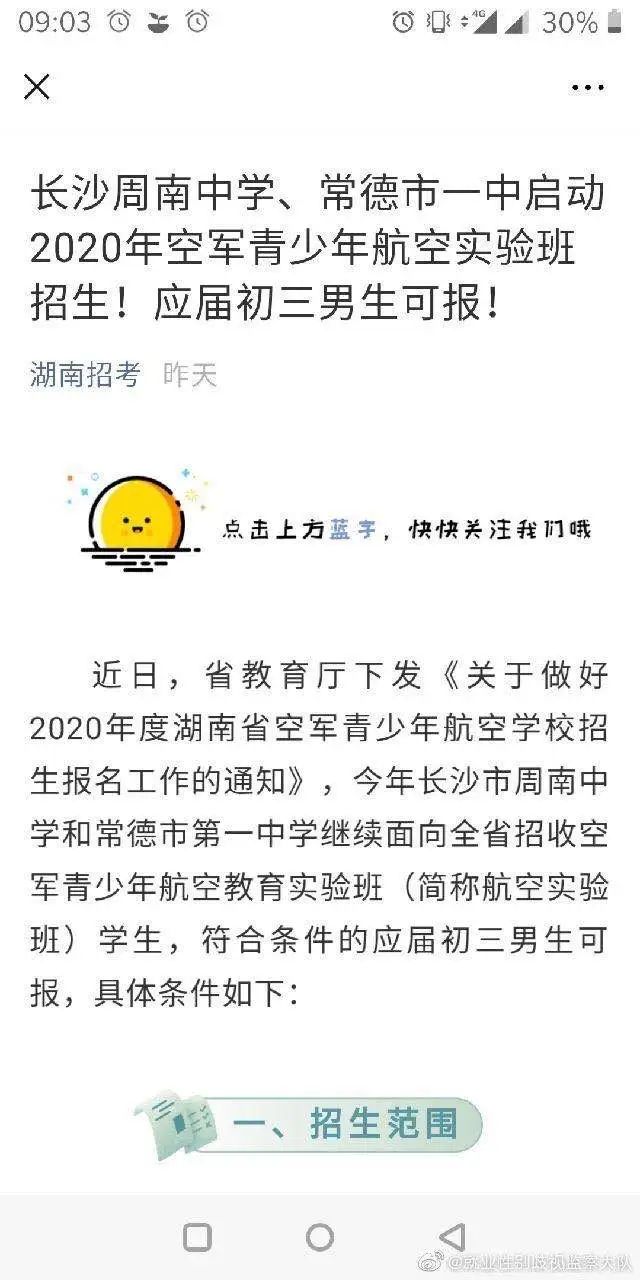 09:03
4G
30%
长沙周南中学、常德市一中启动
2020年空军青少年航空实验班
招生！应届初三男生可报！
湖南招考 昨天
点击上方蓝字，快快关注我们哦
近日，省教育厅下发《关于做好
2020年度湖南省空军青少年航空学校招
生报名工作的通知》，今年长沙市周南中
学和常德市第一中学继续面向全省招收空
军青少年航空教育实验班（简称航空实验
班）学生，符合条件的应届初三男生可
报，具体条件如下：
一、招生范围
@就业性别歧视监察大队